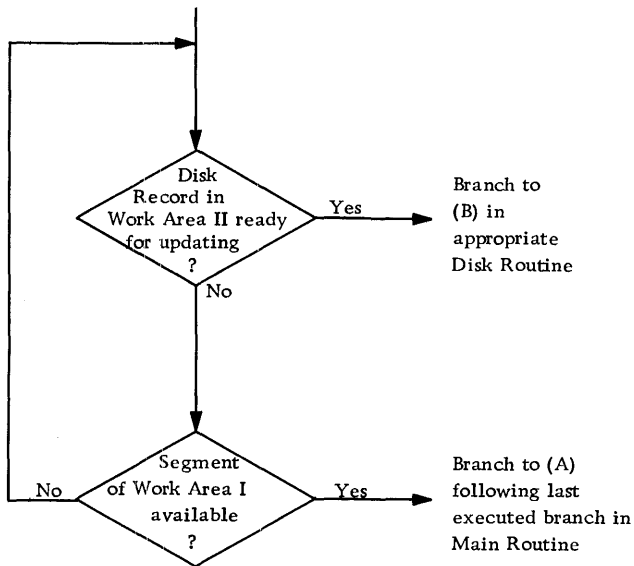 Disk
Record in
Work Area II ready
for updating
?
Yes
Branch to
(B) in
appropriate
Disk Routine
No
Segment
of Work Area I
available
?
No
Yes
Branch to (A)
following last
executed branch in
Main Routine